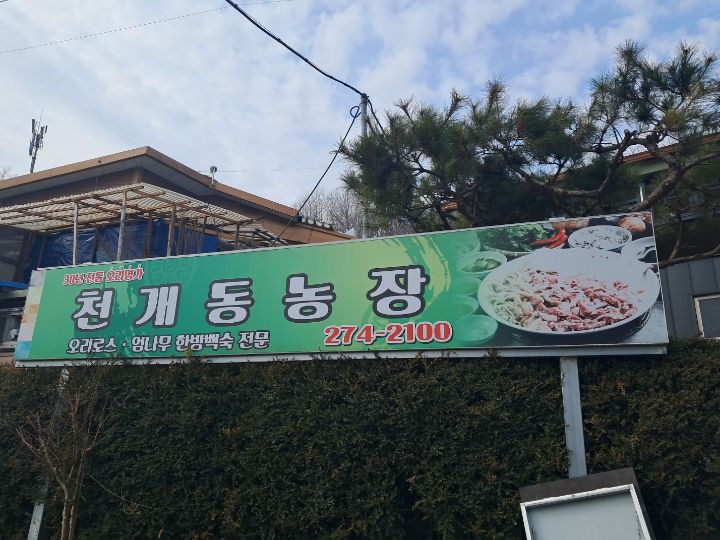 30년 전통 오리명가
천개동농장
오리로스 · 엄나무 한방백숙 전문
274-2100